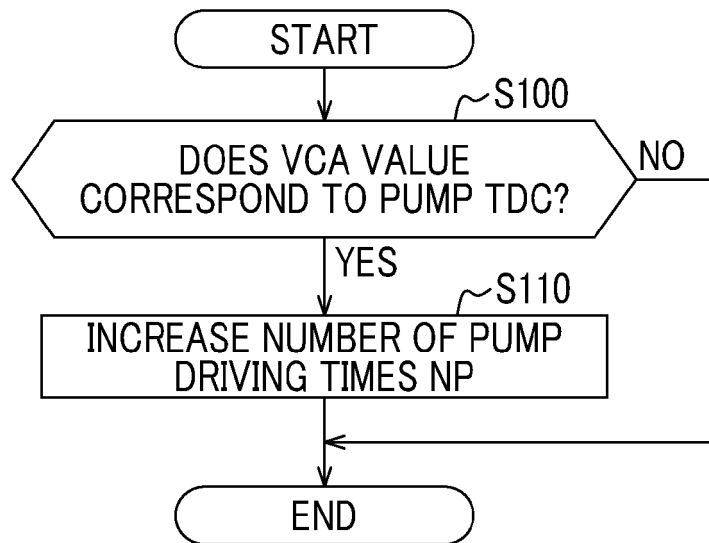 START
S100
DOES VCA VALUE
CORRESPOND TO PUMP TDC?
NO
YES
S110
INCREASE NUMBER OF PUMP
DRIVING TIMES NP
END